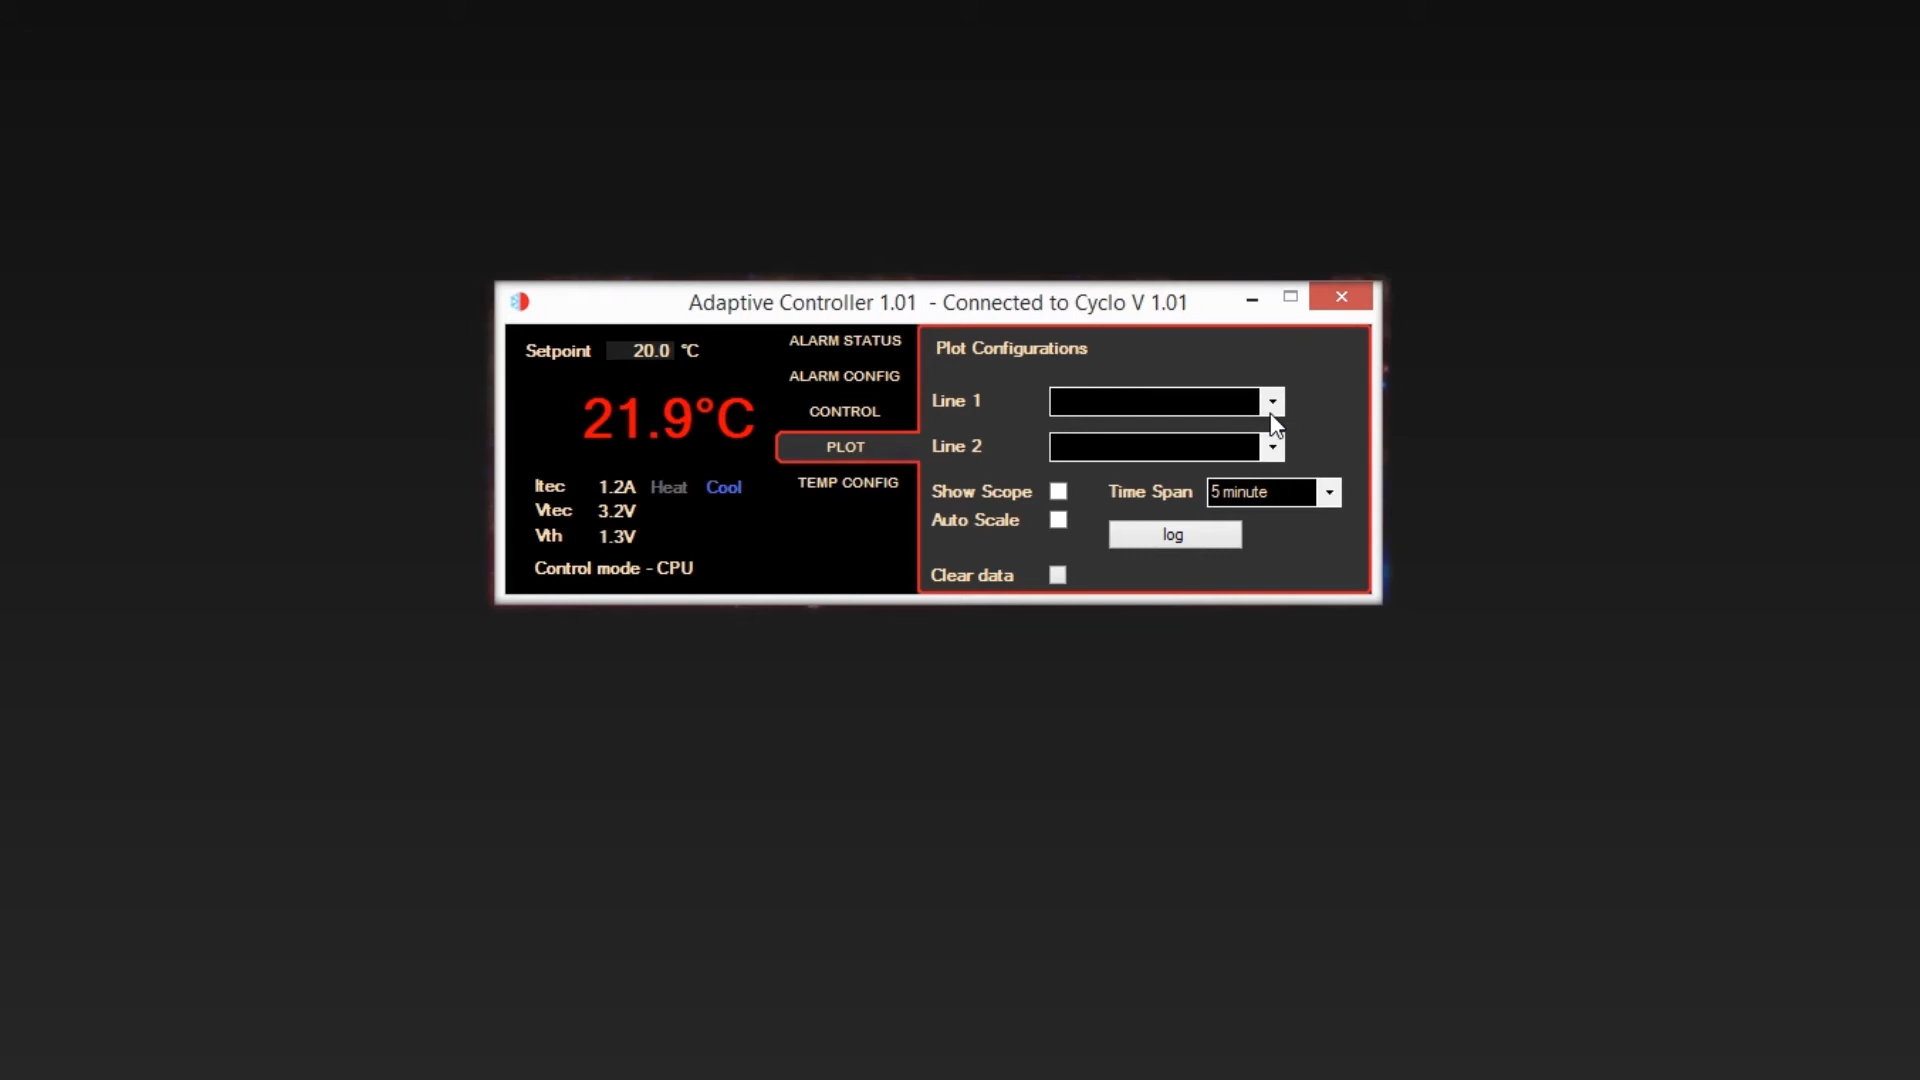 Adaptive Controller 1.01 - Connected to Cyclo V 1.01
Setpoint 20.0 °C
21.9°C
Itec 1.2A Heat Cool
Vtec 3.2V
Vth 1.3V
Control mode - CPU
ALARM STATUS
ALARM CONFIG
CONTROL
PLOT
TEMP CONFIG
Plot Configurations
Line 1
Line 2
Show Scope Time Span 5 minute
Auto Scale log
Clear data